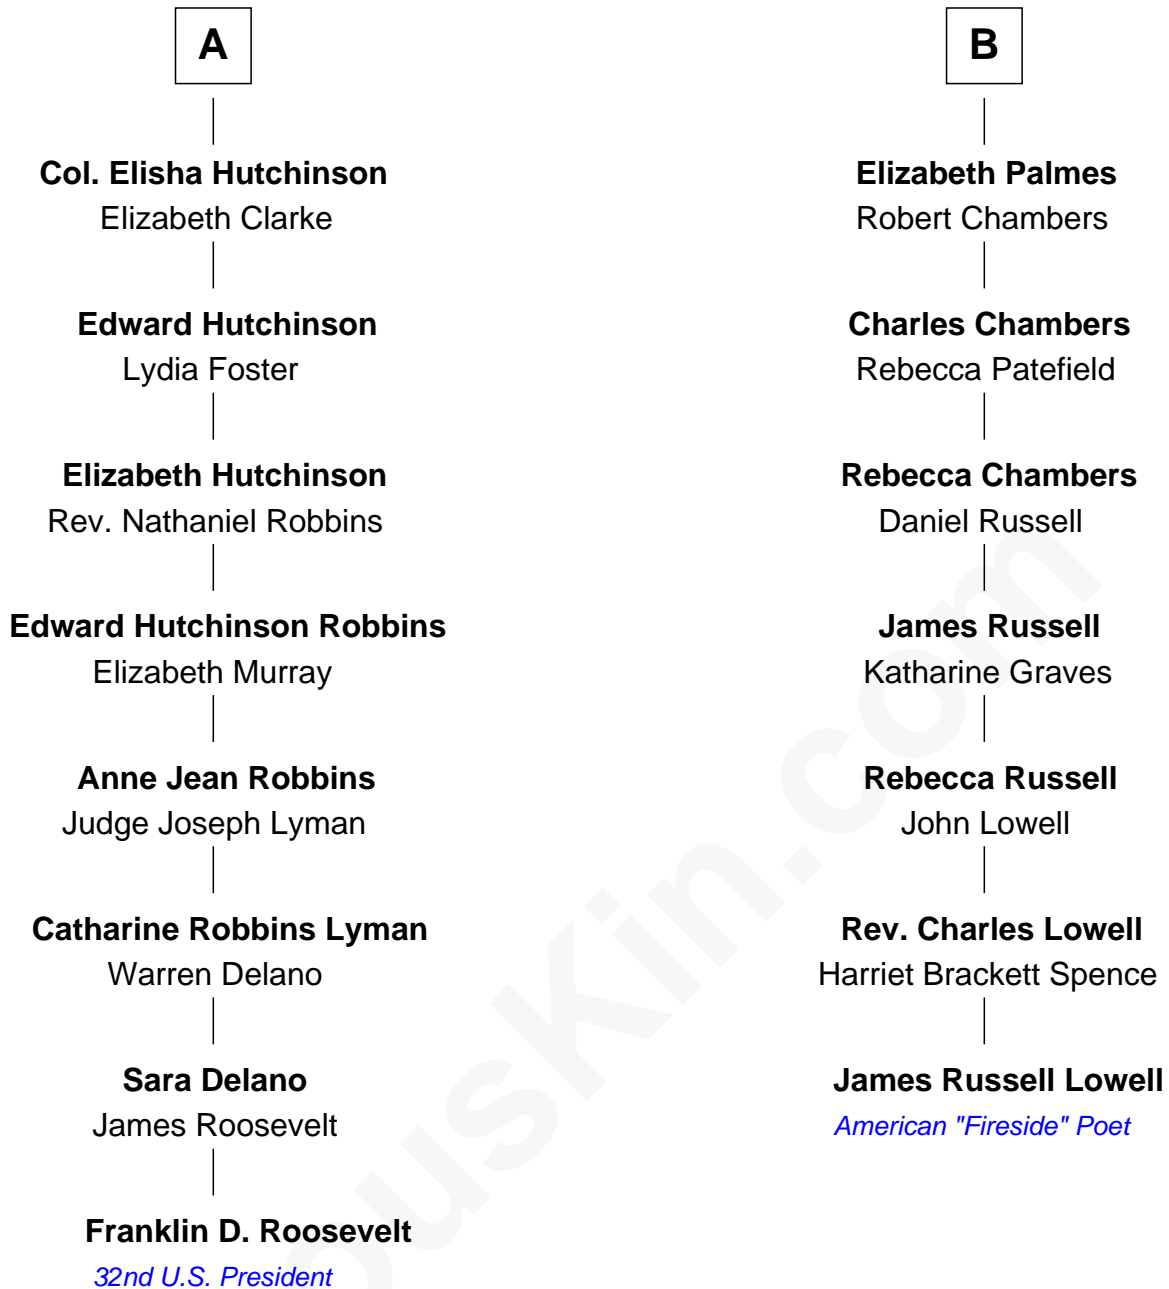 A
Col. Elisha Hutchinson
Elizabeth Clarke
Edward Hutchinson
Lydia Foster
Elizabeth Hutchinson
Rev. Nathaniel Robbins
Edward Hutchinson Robbins
Elizabeth Murray
Anne Jean Robbins
Judge Joseph Lyman
Catharine Robbins Lyman
Warren Delano
Sara Delano
James Roosevelt
Franklin D. Roosevelt
32nd U.S. President
B
Elizabeth Palmes
Robert Chambers
Charles Chambers
Rebecca Patefield
Rebecca Chambers
Daniel Russell
James Russell
Katharine Graves
Rebecca Russell
John Lowell
Rev. Charles Lowell
Harriet Brackett Spence
James Russell Lowell
American "Fireside" Poet
ousKin.com